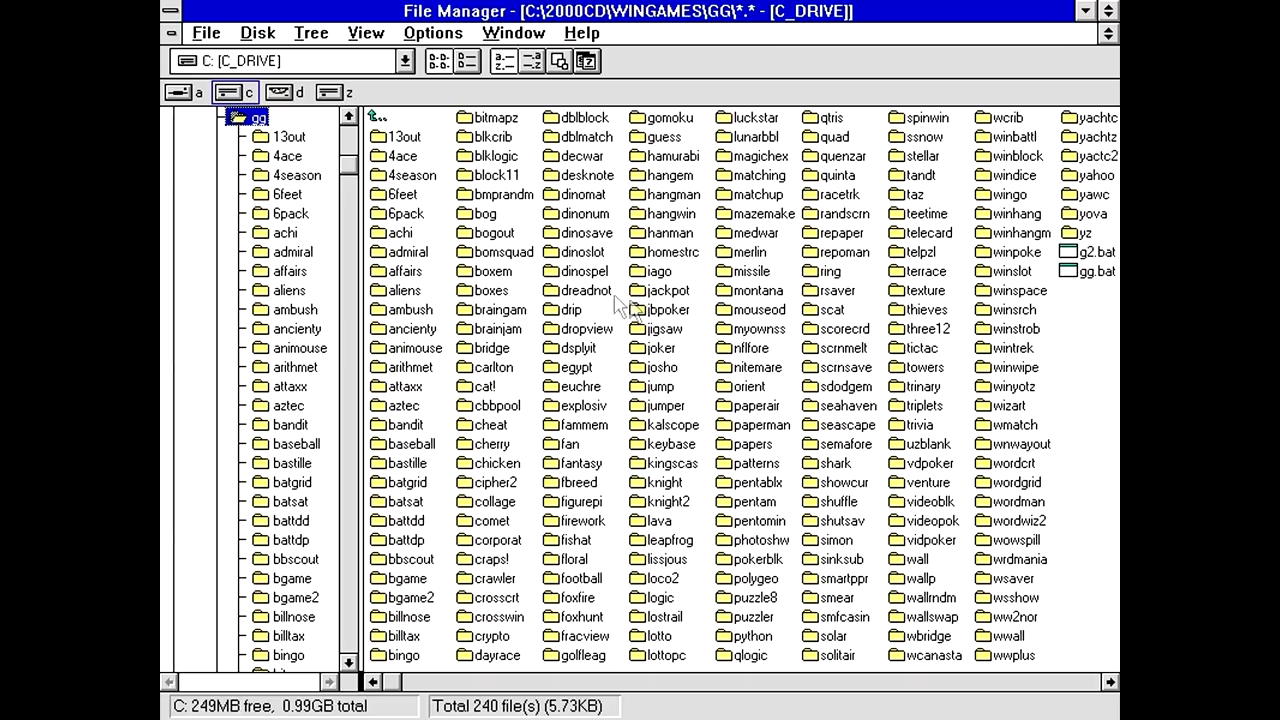 File Manager - [C:\2000CD\WINGAMES\GG\*.* - [C_DRIVE]]
File Disk Tree View Options Window Help
C: [C_DRIVE]
a c d z
gg
13out
4ace
4season
6feet
6pack
achi
admiral
affairs
aliens
ambush
ancienty
animouse
arithmet
attaxx
aztec
bandit
baseball
bastille
batgrid
batsat
battdd
battdp
bbscout
bgame
bgame2
billnose
billtax
bingo
.. bitmapz dblblock gomoku luckstar qtris spinwin wcrib yachtc
13out blkcrib dblmatch guess lunarbbl quad ssnow winbattl yachtz
4ace blklogic decwar hamurabi magichex quenzar stellar winblock yactc2
4season block11 desknote hangem matching quinta tandt windice yahoo
6feet bmprandm dinomat hangman matchup racetrk taz wingo yawc
6pack bog dinonum hangwin mazemake randscrn teetime winhang yova
achi bogout dinosave hanman medwar repaper telecard winhangm yz
admiral bomsquad dinoslot homestrc merlin repoman telpzl winpoke g2.bat
affairs boxem dinospel iago missile ring terrace winslot gg.bat
aliens boxes dreadnot jackpot montana rsaver texture winspace
ambush braingam drip jbpoker mouseod scat thieves winsrch
ancienty brainjam dropview jigsaw myownss scorecrd three12 winstrob
animouse bridge dsplyit joker nflfore scrnmelt tictac wintrek
arithmet carlton egypt josho nitemare scrnsave towers winwipe
attaxx cat! euchre jump orient sdodgem trinary winyotz
aztec cbbpool explosiv jumper paperair seahaven triplets wizart
bandit cheat fammem kalscope paperman seascape trivia wmatch
baseball cherry fan keybase papers semafore uzblank wnwayout
bastille chicken fantasy kingscas patterns shark vdpoker wordcrt
batgrid cipher2 fbreed knight pentablx showcur venture wordgrid
batsat collage figurepi knight2 pentam shuffle videoblk wordman
battdd comet firework lava pentomin shutsav videopok wordwiz2
battdp corporat fishat leapfrog photoshw simon vidpoker wowspill
bbscout craps! floral lissjous pokerblk sinksub wall wrdmania
bgame crawler football loco2 polygeo smartppr wallp wsaver
bgame2 crosscrt foxfire logic puzzle8 smear wallrndm wsshow
billnose crosswin foxhunt lostrail puzzler smfcasin wallswap ww2nor
billtax crypto fracview lotto python solar wbridge wwall
bingo dayrace golfleag lottopc qlogic solitair wcanasta wwplus
C: 249MB free, 0.99GB total
Total 240 file(s) (5.73KB)